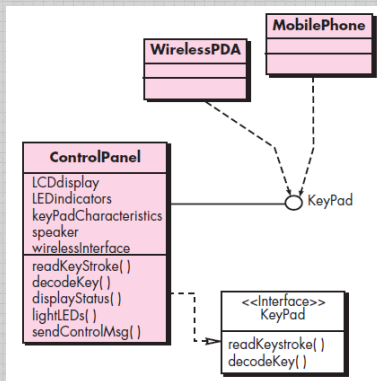 MobilePhone
WirelessPDA
ControlPanel
LCDdisplay
LEDindicators
keyPadCharacteristics
speaker
wirelessInterface
readKeyStroke( )
decodeKey( )
displayStatus( )
lightLEDs( )
sendControlMsg( )
KeyPad
<<Interface>>
KeyPad
readKeystroke( )
decodeKey( )